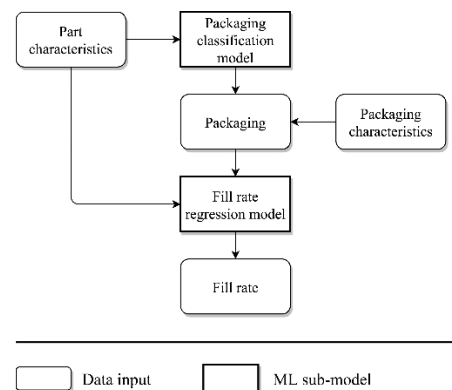 Part
characteristics
Packaging
classification
model
Packaging
Packaging
characteristics
Fill rate
regression model
Fill rate
Data input
ML sub-model